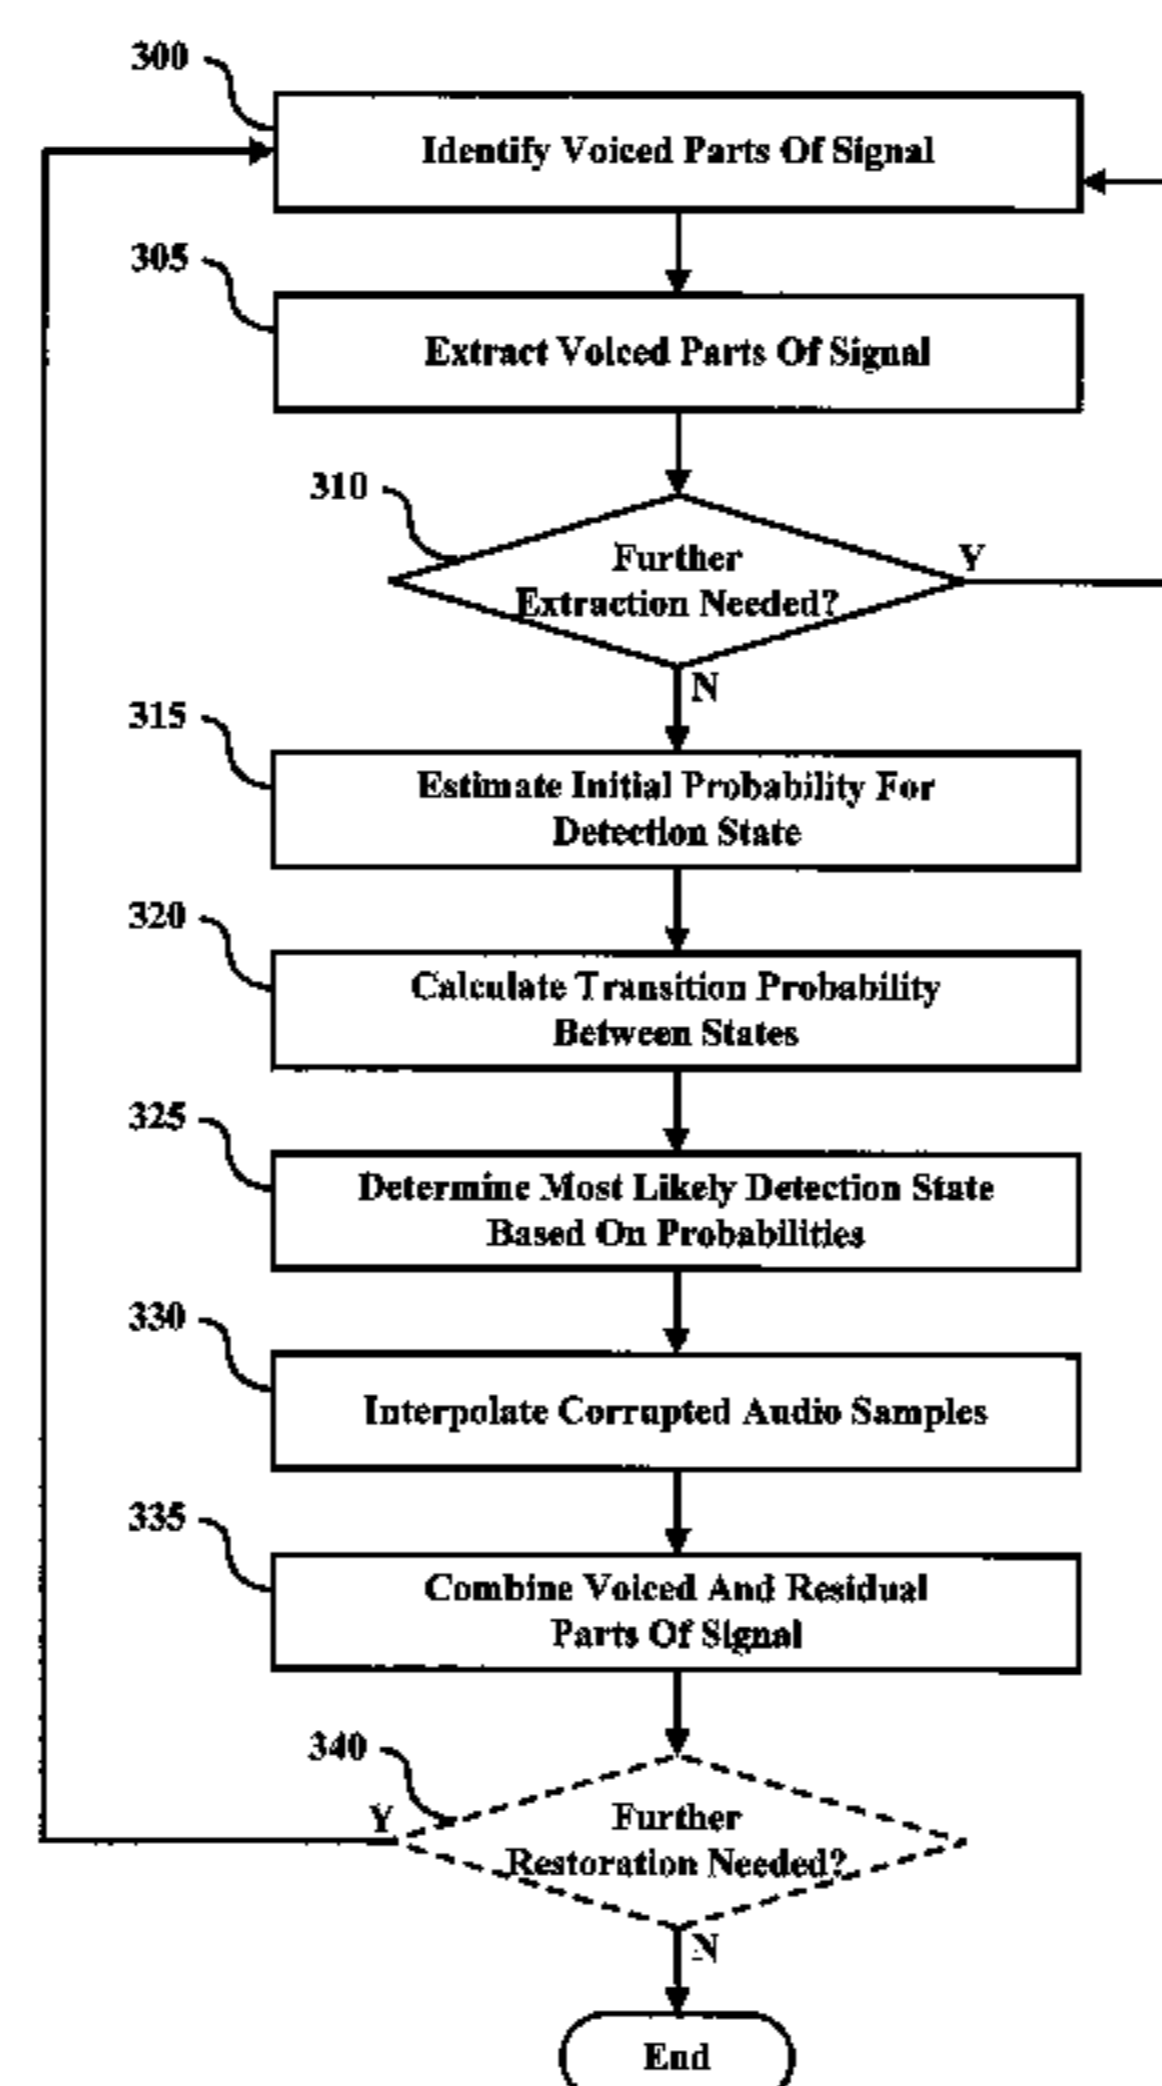 300
Identify Voiced Parts Of Signal
305
Extract Voiced Parts Of Signal
310
Further
Extraction Needed?
Y
N
315
Estimate Initial Probability For
Detection State
320
Calculate Transition Probability
Between States
325
Determine Most Likely Detection State
Based On Probabilities
330
Interpolate Corrupted Audio Samples
335
Combine Voiced And Residual
Parts Of Signal
340
Y
Further
Restoration Needed?
N
End